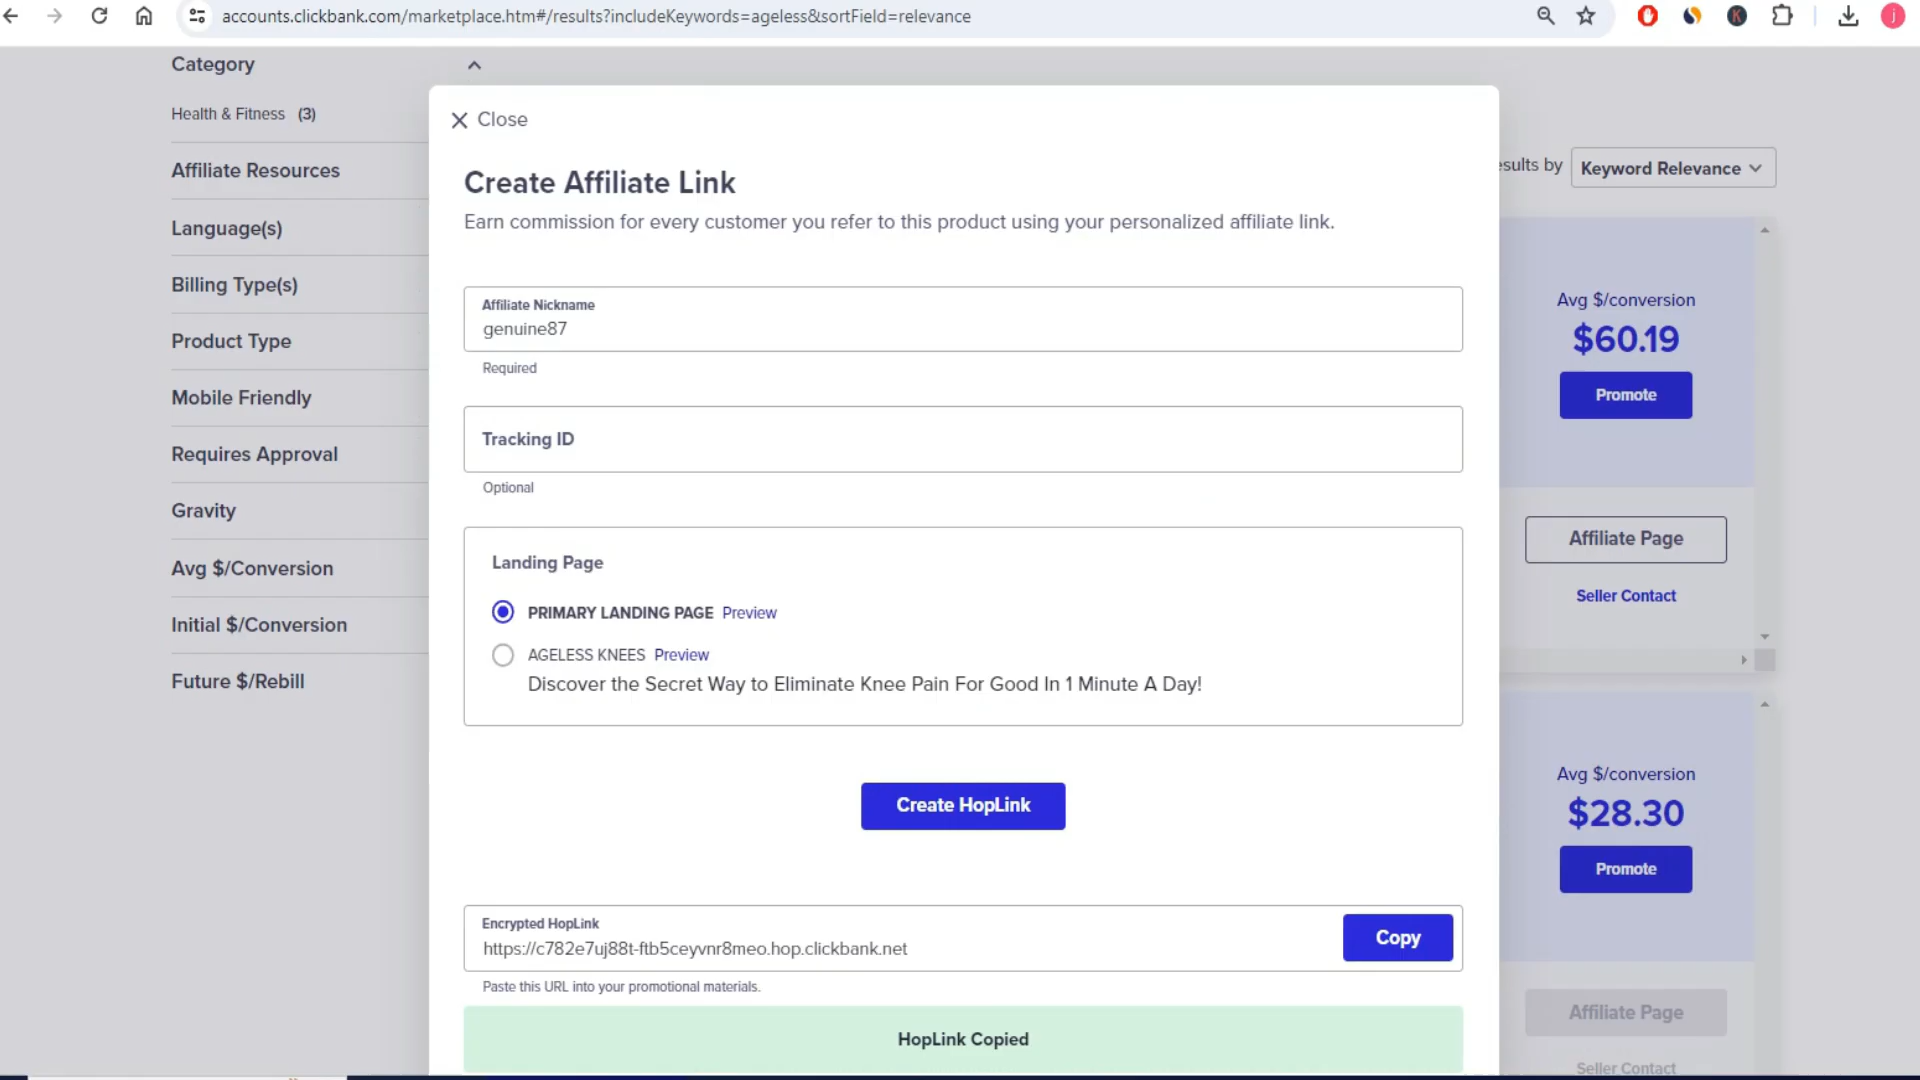 accounts.clickbank.com/marketplace.htm#/results?includeKeywords=ageless&sortField=relevance
K
j
Category
Health & Fitness (3)
Affiliate Resources
Language(s)
Billing Type(s)
Product Type
Mobile Friendly
Requires Approval
Gravity
Avg $/Conversion
Initial $/Conversion
Future $/Rebill
Close
Create Affiliate Link
Earn commission for every customer you refer to this product using your personalized affiliate link.
Affiliate Nickname
genuine87
Required
Tracking ID
Optional
Landing Page
PRIMARY LANDING PAGE Preview
AGELESS KNEES Preview
Discover the Secret Way to Eliminate Knee Pain For Good In 1 Minute A Day!
Create HopLink
Encrypted HopLink
https://c782e7uj88t-ftb5ceyvnr8meo.hop.clickbank.net
Copy
Paste this URL into your promotional materials.
HopLink Copied
esults by
Keyword Relevance
Avg $/conversion
$60.19
Promote
Affiliate Page
Seller Contact
Avg $/conversion
$28.30
Promote
Affiliate Page
Seller Contact